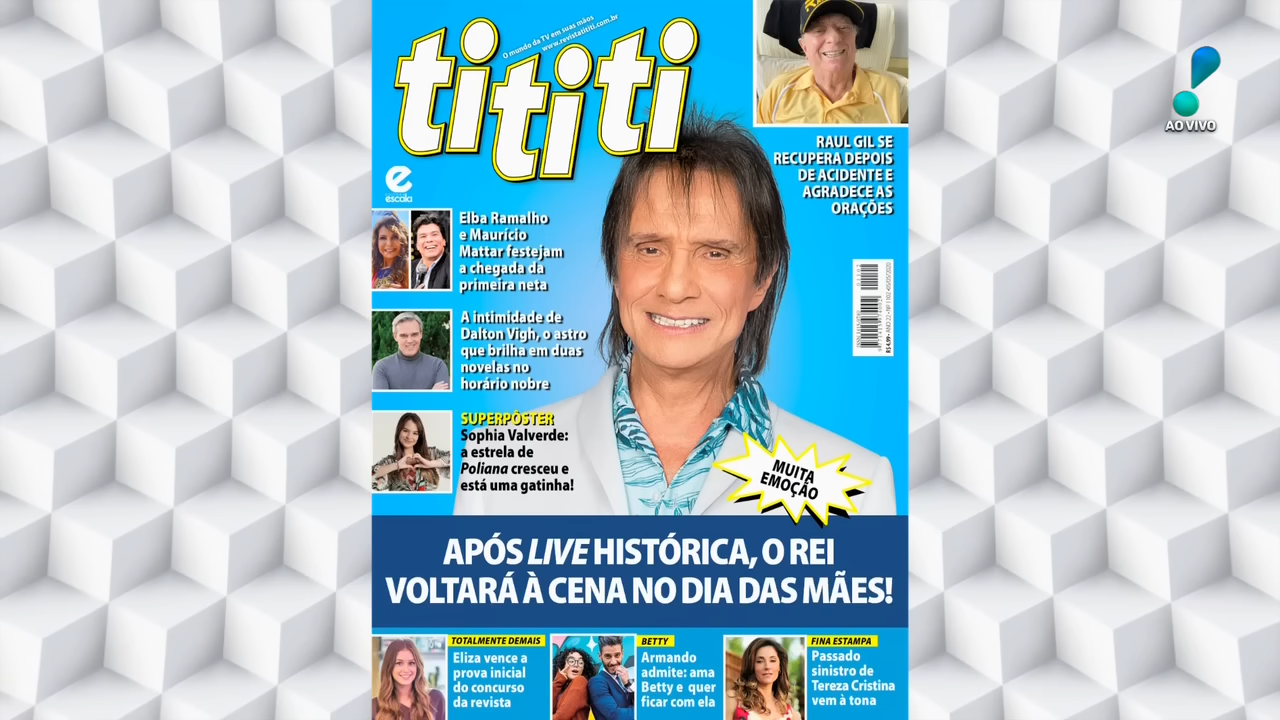 tititi
O mundo da TV em suas mãos
www.revistatititi.com.br
escala
RAUL GIL SE
RECUPERA DEPOIS
DE ACIDENTE E
AGRADECE AS
ORAÇÕES
AO VIVO
Elba Ramalho
e Maurício
Mattar festejam
a chegada da
primeira neta
A intimidade de
Dalton Vigh, o astro
que brilha em duas
novelas no
horário nobre
SUPERPÔSTER
Sophia Valverde:
a estrela de
Poliana cresceu e
está uma gatinha!
MUITA
EMOÇÃO
APÓS LIVE HISTÓRICA, O REI
VOLTARÁ À CENA NO DIA DAS MÃES!
TOTALMENTE DEMAIS
Eliza vence a
prova inicial
do concurso
da revista
BETTY
Armando
admite: ama
Betty e quer
ficar com ela
FINA ESTAMPA
Passado
sinistro de
Tereza Cristina
vem à tona